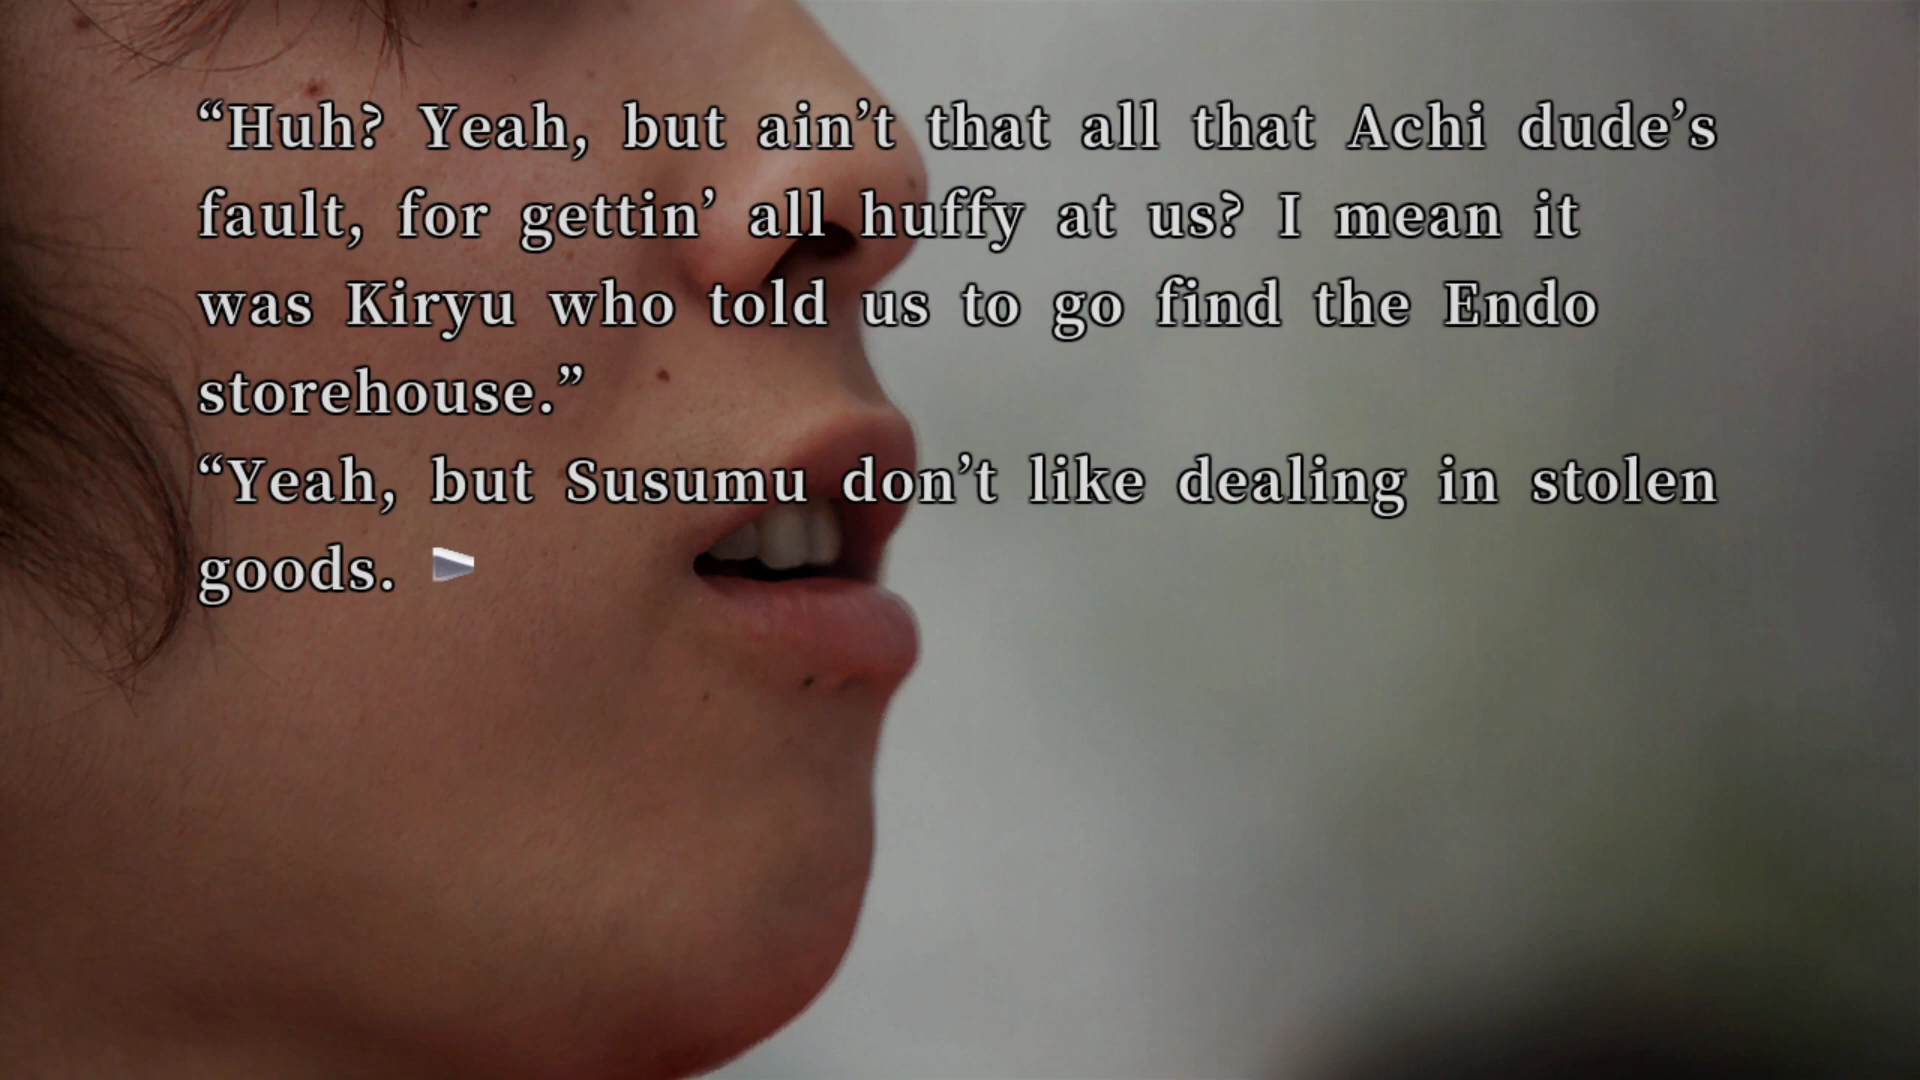 “Huh? Yeah, but ain’t that all that Achi dude’s
fault, for gettin’ all huffy at us? I mean it
was Kiryu who told us to go find the Endo
storehouse.”
“Yeah, but Susumu don’t like dealing in stolen
goods.